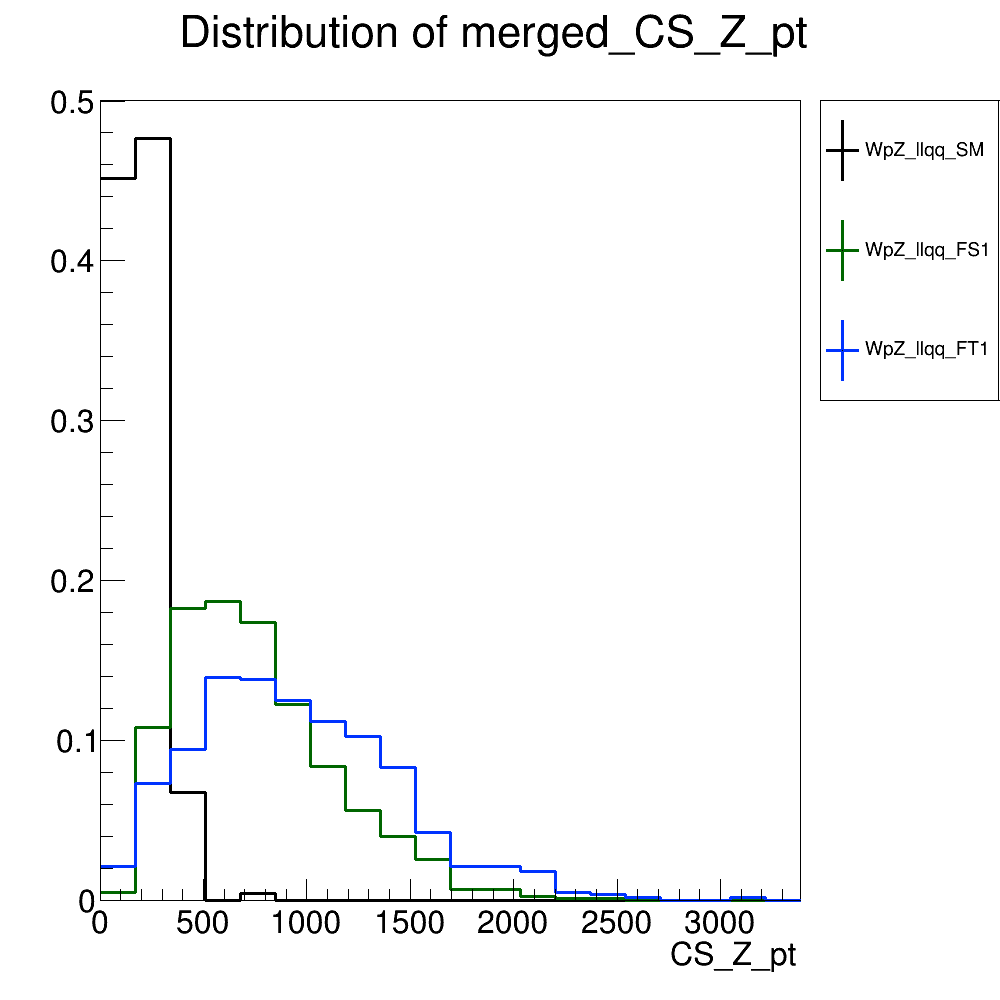 Distribution of merged_CS_Z_pt
0.5
0.4
0.3
0.2
0.1
0
0 500 1000 1500 2000 2500 3000
CS_Z_pt
WpZ_llqq_SM
WpZ_llqq_FS1
WpZ_llqq_FT1